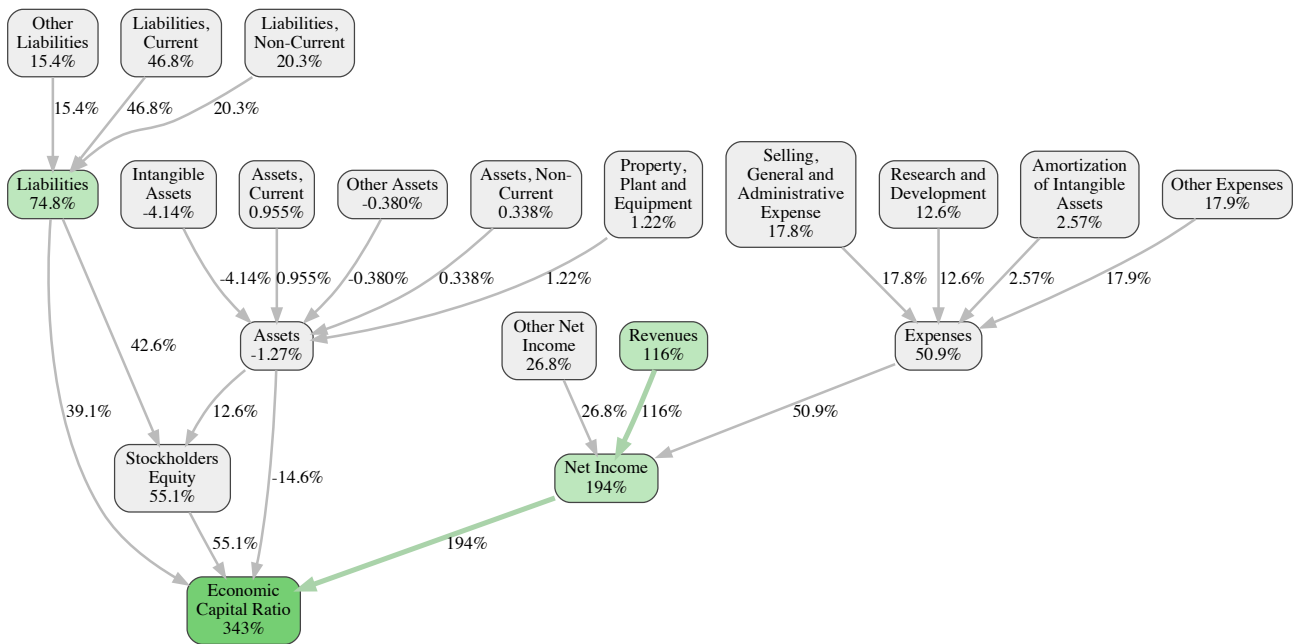 Other
Liabilities
15.4%
Liabilities,
Current
46.8%
Liabilities,
Non-Current
20.3%
15.4%
46.8%
20.3%
Liabilities
74.8%
Intangible
Assets
-4.14%
Assets,
Current
0.955%
Other Assets
-0.380%
Assets, Non-
Current
0.338%
Property,
Plant and
Equipment
1.22%
Selling,
General and
Administrative
Expense
17.8%
Research and
Development
12.6%
Amortization
of Intangible
Assets
2.57%
Other Expenses
17.9%
-4.14%
0.955%
-0.380%
0.338%
1.22%
17.8%
12.6%
2.57%
17.9%
42.6%
Assets
-1.27%
Other Net
Income
26.8%
Revenues
116%
Expenses
50.9%
39.1%
12.6%
26.8%
116%
50.9%
Stockholders
Equity
55.1%
-14.6%
Net Income
194%
55.1%
194%
Economic
Capital Ratio
343%